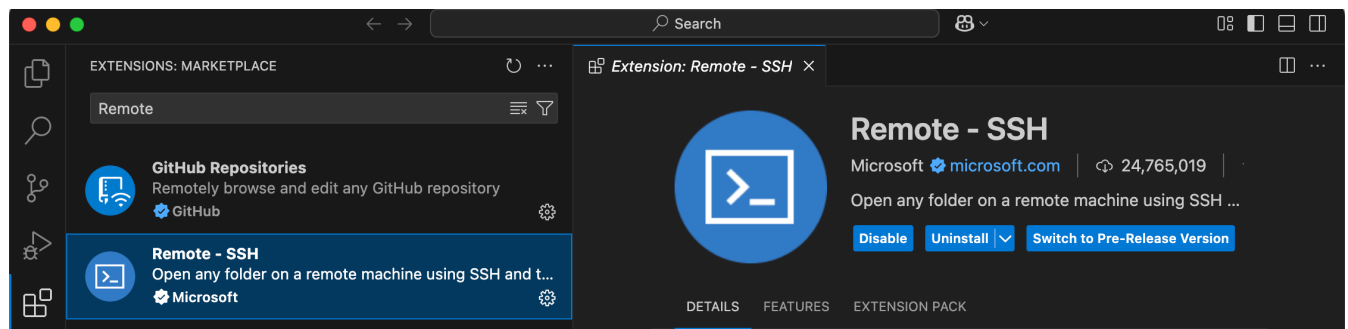 Search
EXTENSIONS: MARKETPLACE
Remote
GitHub Repositories
Remotely browse and edit any GitHub repository
GitHub
Remote - SSH
Open any folder on a remote machine using SSH and t...
Microsoft
Extension: Remote - SSH
Remote - SSH
Microsoft microsoft.com 24,765,019
Open any folder on a remote machine using SSH ...
Disable Uninstall Switch to Pre-Release Version
DETAILS FEATURES EXTENSION PACK